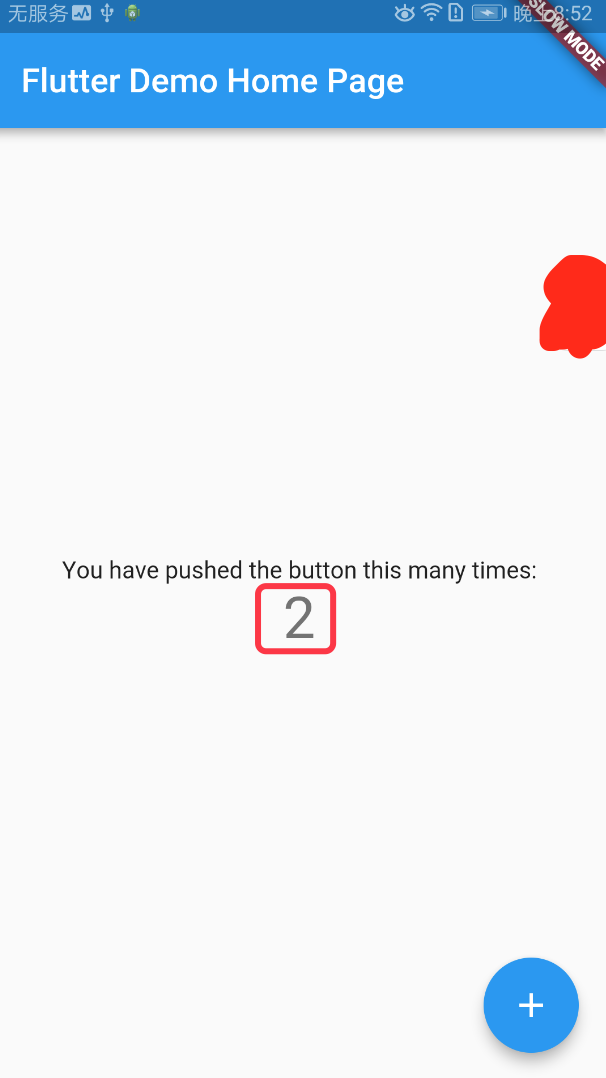 无服务
晚上8:52
SLOW MODE
Flutter Demo Home Page
You have pushed the button this many times:
2